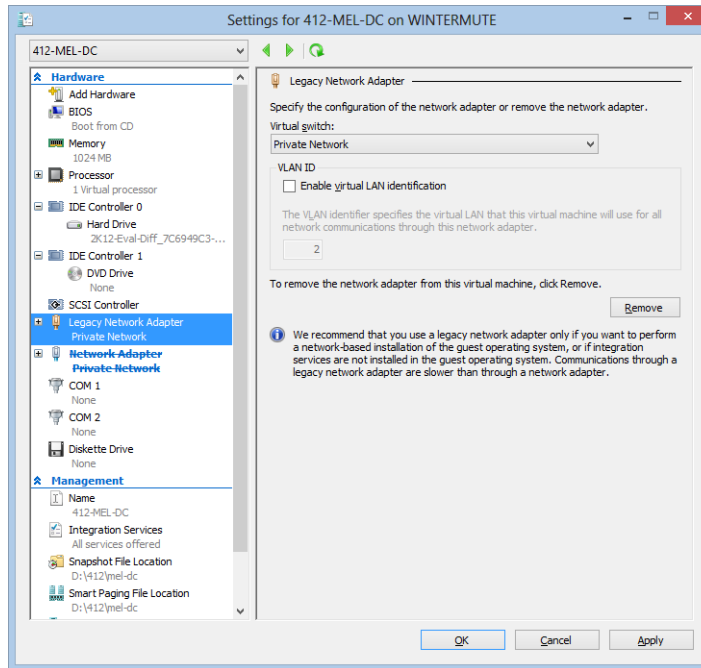 Settings for 412-MEL-DC on WINTERMUTE
412-MEL-DC
Hardware
Add Hardware
BIOS
Boot from CD
Memory
1024 MB
Processor
1 Virtual processor
IDE Controller 0
Hard Drive
2K12-Eval-Diff_7C6949C3-...
IDE Controller 1
DVD Drive
None
SCSI Controller
Legacy Network Adapter
Private Network
Network Adapter
Private Network
COM 1
None
COM 2
None
Diskette Drive
None
Management
Name
412-MEL-DC
Integration Services
All services offered
Snapshot File Location
D:\412\mel-dc
Smart Paging File Location
D:\412\mel-dc
Legacy Network Adapter
Specify the configuration of the network adapter or remove the network adapter.
Virtual switch:
Private Network
VLAN ID
Enable virtual LAN identification
The VLAN identifier specifies the virtual LAN that this virtual machine will use for all
network communications through this network adapter.
2
To remove the network adapter from this virtual machine, click Remove.
Remove
We recommend that you use a legacy network adapter only if you want to perform
a network-based installation of the guest operating system, or if integration
services are not installed in the guest operating system. Communications through a
legacy network adapter are slower than through a network adapter.
OK
Cancel
Apply